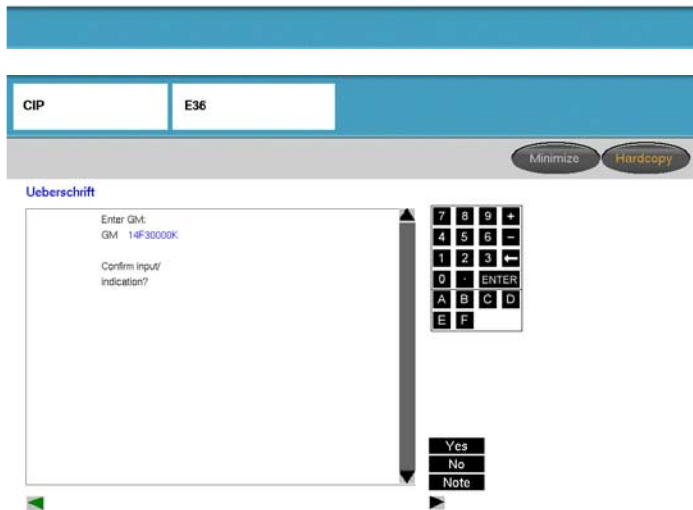 CIP E36
Minimize Hardcopy
Ueberschrift
Enter GM:
GM 14F30000K
Confirm input/
indication?
7 8 9 +
4 5 6 -
1 2 3 ←
0 . ENTER
A B C D
E F
Yes
No
Note